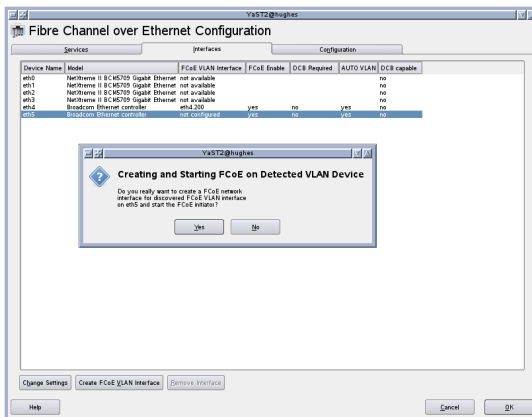 YaST2@hughes
Fibre Channel over Ethernet Configuration
Services Interfaces Configuration
Device Name Model FCoE VLAN Interface FCoE Enable DCB Required AUTO VLAN DCB capable
eth0 NetXtreme II BCM5709 Gigabit Ethernet not available no
eth1 NetXtreme II BCM5709 Gigabit Ethernet not available no
eth2 NetXtreme II BCM5709 Gigabit Ethernet not available no
eth3 NetXtreme II BCM5709 Gigabit Ethernet not available no
eth4 Broadcom Ethernet controller eth4.200 yes no yes no
eth5 Broadcom Ethernet controller not configured yes no yes no
YaST2@hughes
Creating and Starting FCoE on Detected VLAN Device
Do you really want to create a FCoE network
interface for discovered FCoE VLAN interface
on eth5 and start the FCoE initiator?
Yes No
Change Settings Create FCoE VLAN Interface Remove Interface
Help Cancel OK